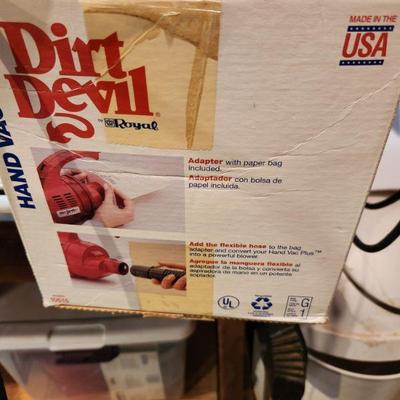 Dirt
Devil®
by Royal
HAND VAC
MADE IN THE
USA
Adapter with paper bag
included.
Adaptador con bolsa de
papel incluida.
Add the flexible hose to the bag
adapter and convert your Hand Vac Plus™
into a powerful blower.
Agregue la manguera flexible al
adaptador de la bolsa y convierta su
aspiradora de mano en un potente
soplador.
UL
G
1